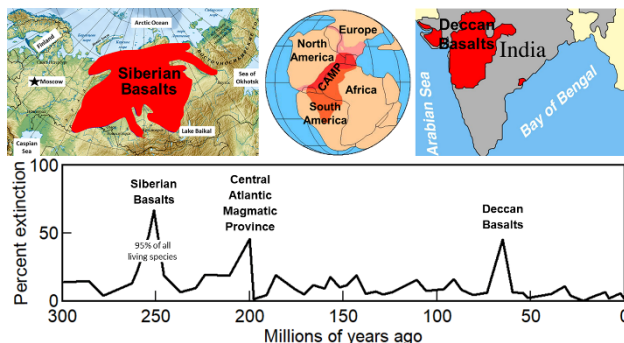 Arctic Ocean
Finland
Siberian
Basalts
Moscow
Sea of
Okhotsk
Lake Baikal
Caspian
Sea
Europe
North
America
CAMP
Africa
South
America
Deccan
Basalts
India
Arabian Sea
Bay of Bengal
Percent extinction
100
50
0
Siberian
Basalts
95% of all
living species
Central
Atlantic
Magmatic
Province
Deccan
Basalts
300
250
200
150
100
50
0
Millions of years ago